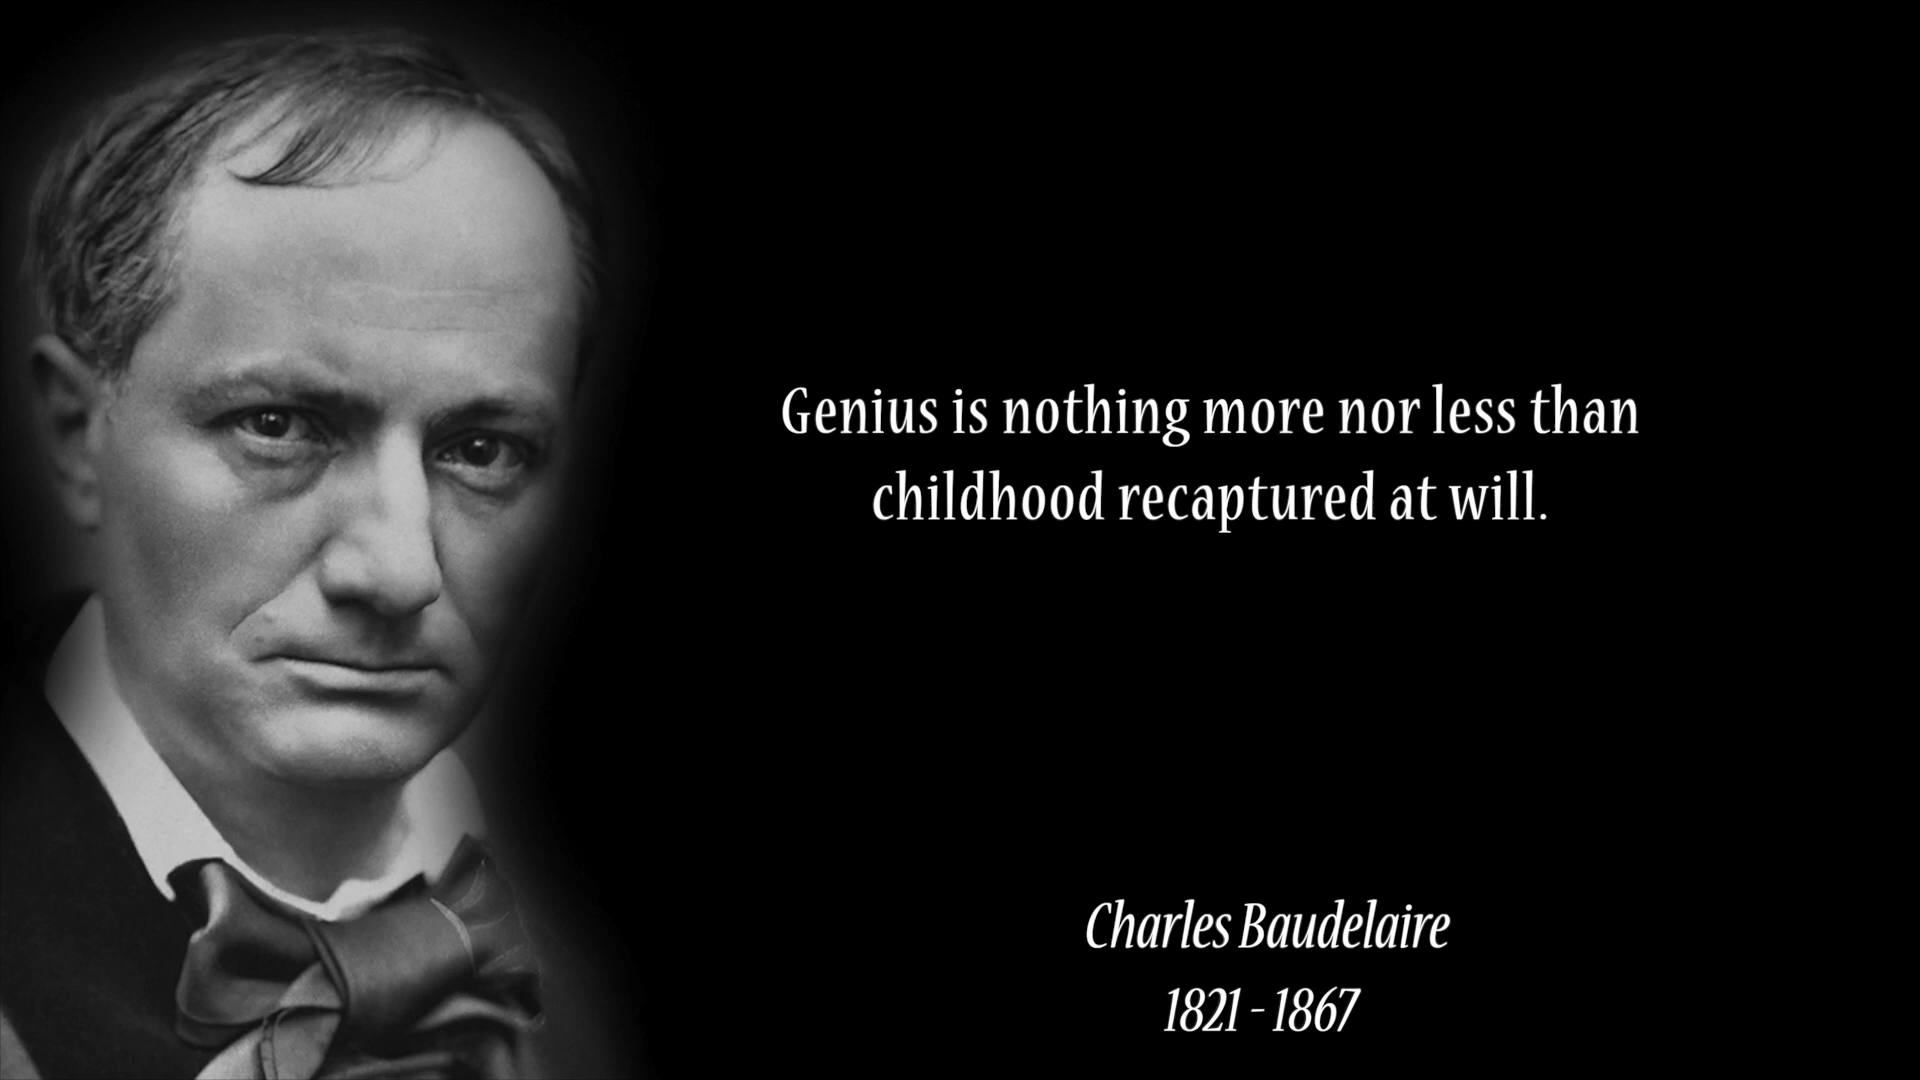 Genius is nothing more nor less than
childhood recaptured at will.
Charles Baudelaire
1821 - 1867